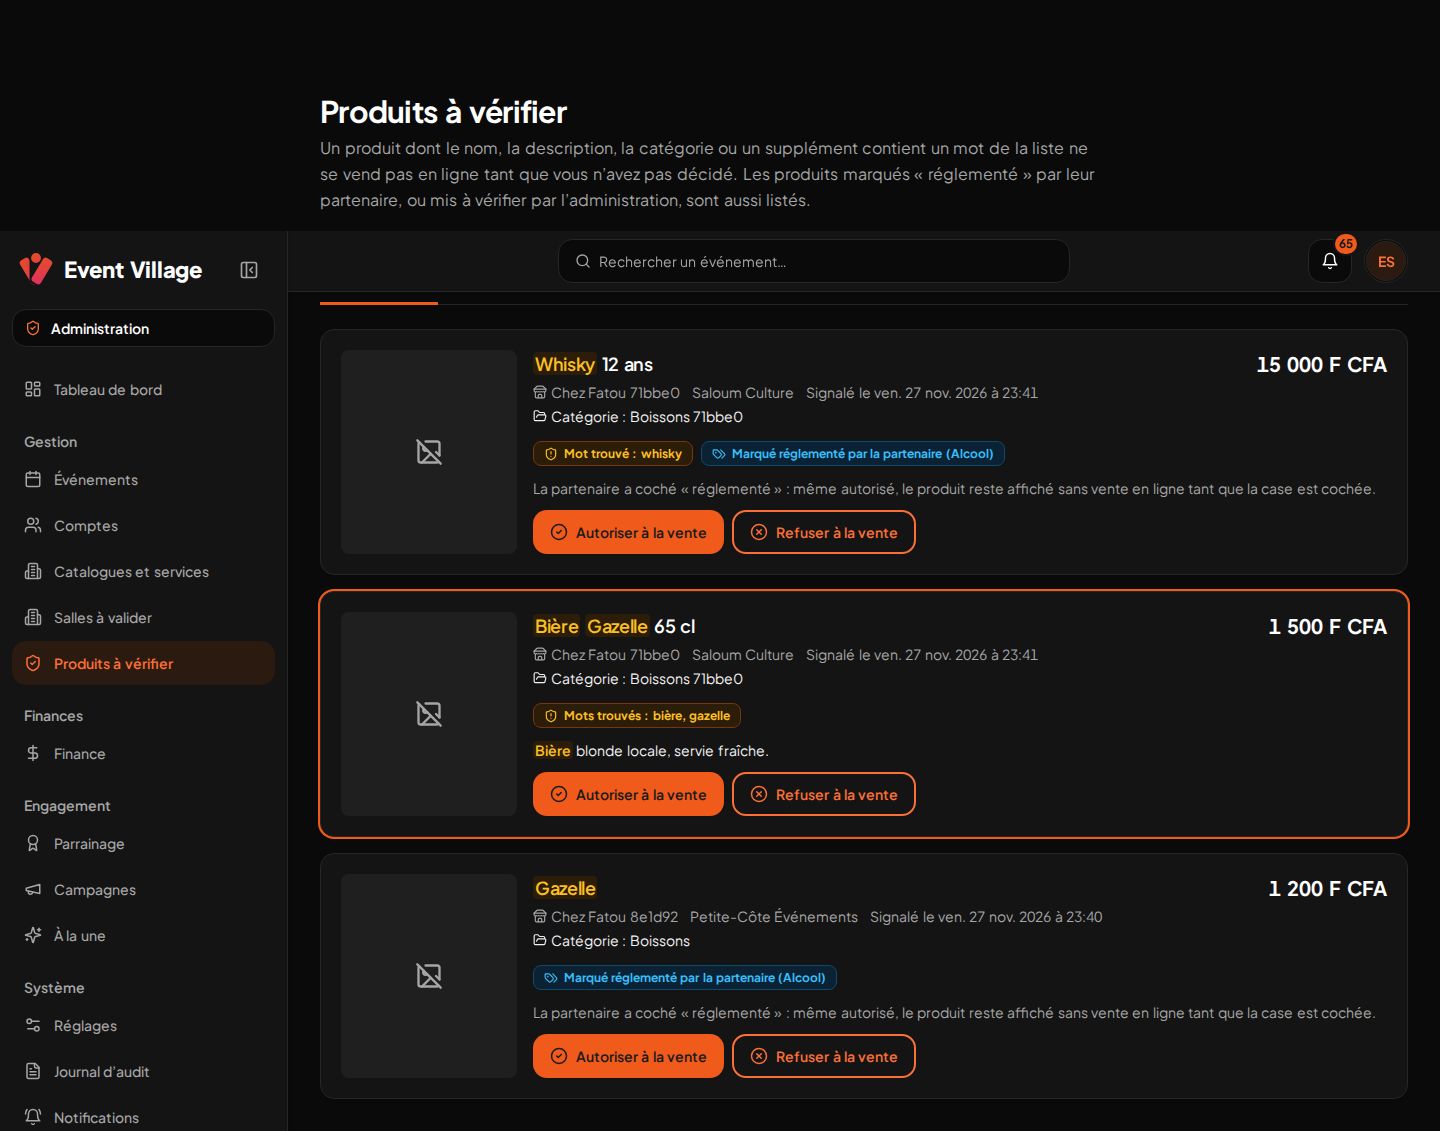 Produits à vérifier
Un produit dont le nom, la description, la catégorie ou un supplément contient un mot de la liste ne
se vend pas en ligne tant que vous n’avez pas décidé. Les produits marqués « réglementé » par leur
partenaire, ou mis à vérifier par l’administration, sont aussi listés.
Event Village
Rechercher un événement...
65
ES
Administration
Tableau de bord
Gestion
Événements
Comptes
Catalogues et services
Salles à valider
Produits à vérifier
Finances
Finance
Engagement
Parrainage
Campagnes
À la une
Système
Réglages
Journal d’audit
Notifications
Whisky 12 ans
15 000 F CFA
Chez Fatou 71bbe0 Saloum Culture Signalé le ven. 27 nov. 2026 à 23:41
Catégorie : Boissons 71bbe0
Mot trouvé : whisky
Marqué réglementé par la partenaire (Alcool)
La partenaire a coché « réglementé » : même autorisé, le produit reste affiché sans vente en ligne tant que la case est cochée.
Autoriser à la vente
Refuser à la vente
Bière Gazelle 65 cl
1 500 F CFA
Chez Fatou 71bbe0 Saloum Culture Signalé le ven. 27 nov. 2026 à 23:41
Catégorie : Boissons 71bbe0
Mots trouvés : bière, gazelle
Bière blonde locale, servie fraîche.
Autoriser à la vente
Refuser à la vente
Gazelle
1 200 F CFA
Chez Fatou 8e1d92 Petite-Côte Événements Signalé le ven. 27 nov. 2026 à 23:40
Catégorie : Boissons
Marqué réglementé par la partenaire (Alcool)
La partenaire a coché « réglementé » : même autorisé, le produit reste affiché sans vente en ligne tant que la case est cochée.
Autoriser à la vente
Refuser à la vente